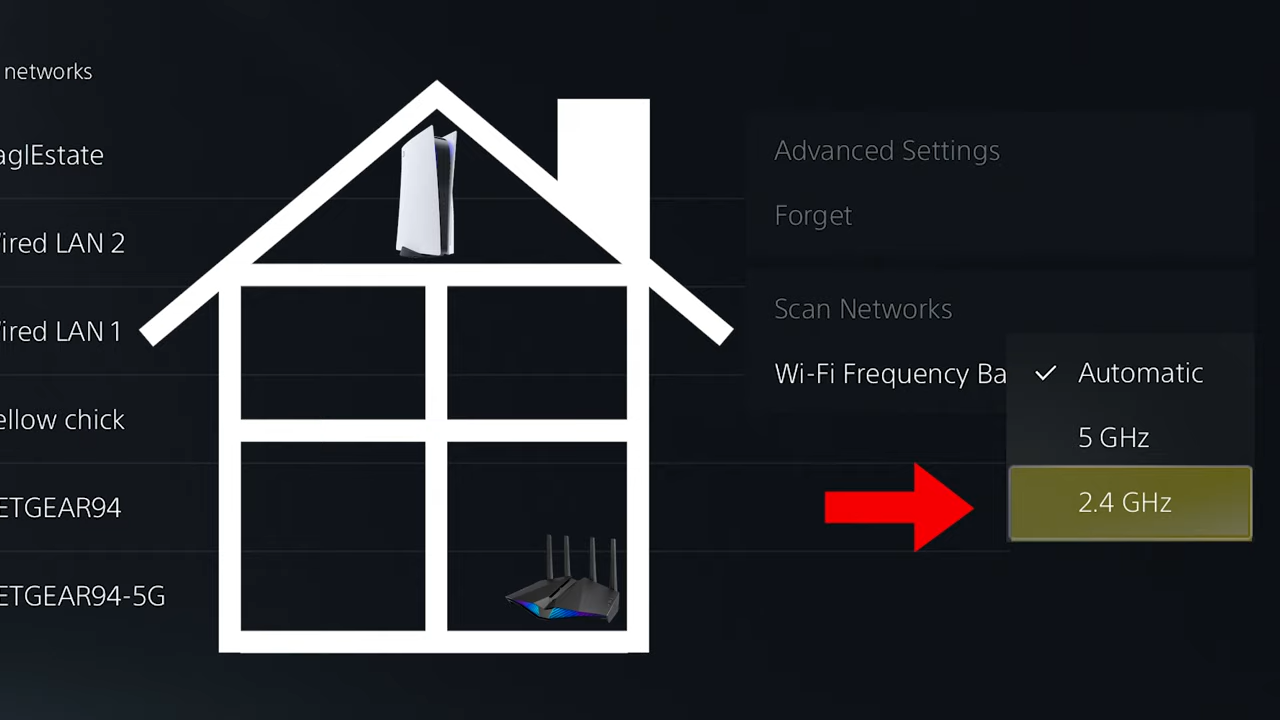 networks
aglEstate
ired LAN 2
ired LAN 1
ellow chick
ETGEAR94
ETGEAR94-5G
Advanced Settings
Forget
Scan Networks
Wi-Fi Frequency Ba
Automatic
5 GHz
2.4 GHz